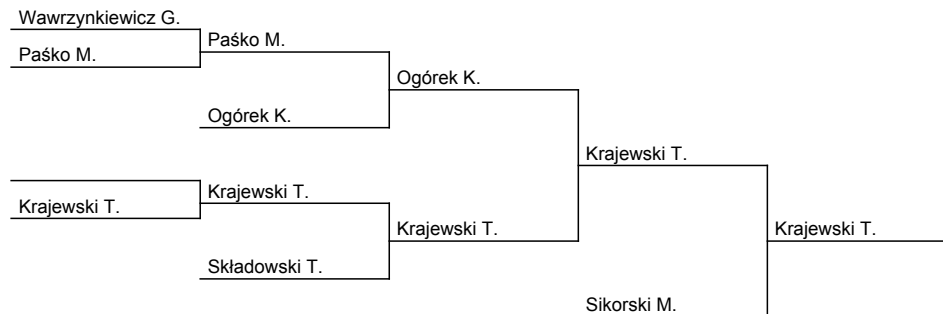 Wawrzynkiewicz G.
Paśko M.
Paśko M.
Ogórek K.
Ogórek K.
Krajewski T.
Krajewski T.
Krajewski T.
Krajewski T.
Krajewski T.
Składowski T.
Sikorski M.